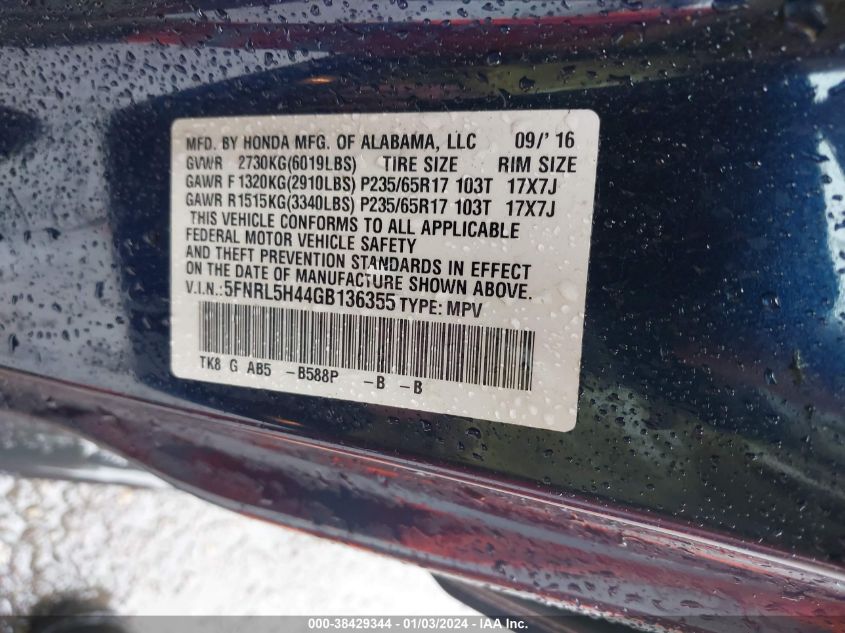 MFD. BY HONDA MFG. OF ALABAMA, LLC 09/' 16
GVWR 2730KG(6019LBS) TIRE SIZE RIM SIZE
GAWR F 1320KG(2910LBS) P235/65R17 103T 17X7J
GAWR R1515KG(3340LBS) P235/65R17 103T 17X7J
THIS VEHICLE CONFORMS TO ALL APPLICABLE
FEDERAL MOTOR VEHICLE SAFETY
AND THEFT PREVENTION STANDARDS IN EFFECT
ON THE DATE OF MANUFACTURE SHOWN ABOVE.
V.I.N.:5FNRL5H44GB136355 TYPE: MPV
TK8 G AB5 -B588P -B -B
000-38429344 | 01/03/2024 - IAA Inc.